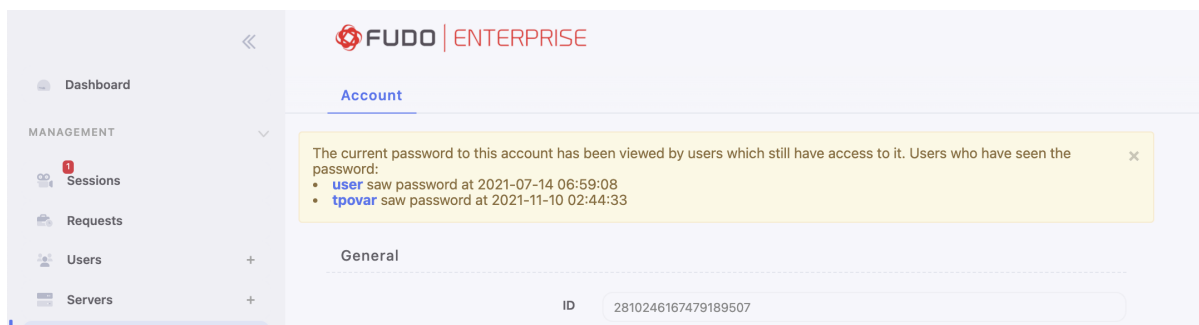 FUDO | ENTERPRISE
Dashboard
Account
MANAGEMENT
The current password to this account has been viewed by users which still have access to it. Users who have seen the
password:
• user saw password at 2021-07-14 06:59:08
• tpovar saw password at 2021-11-10 02:44:33
1
Sessions
Requests
General
Users +
Servers +
ID 2810246167479189507